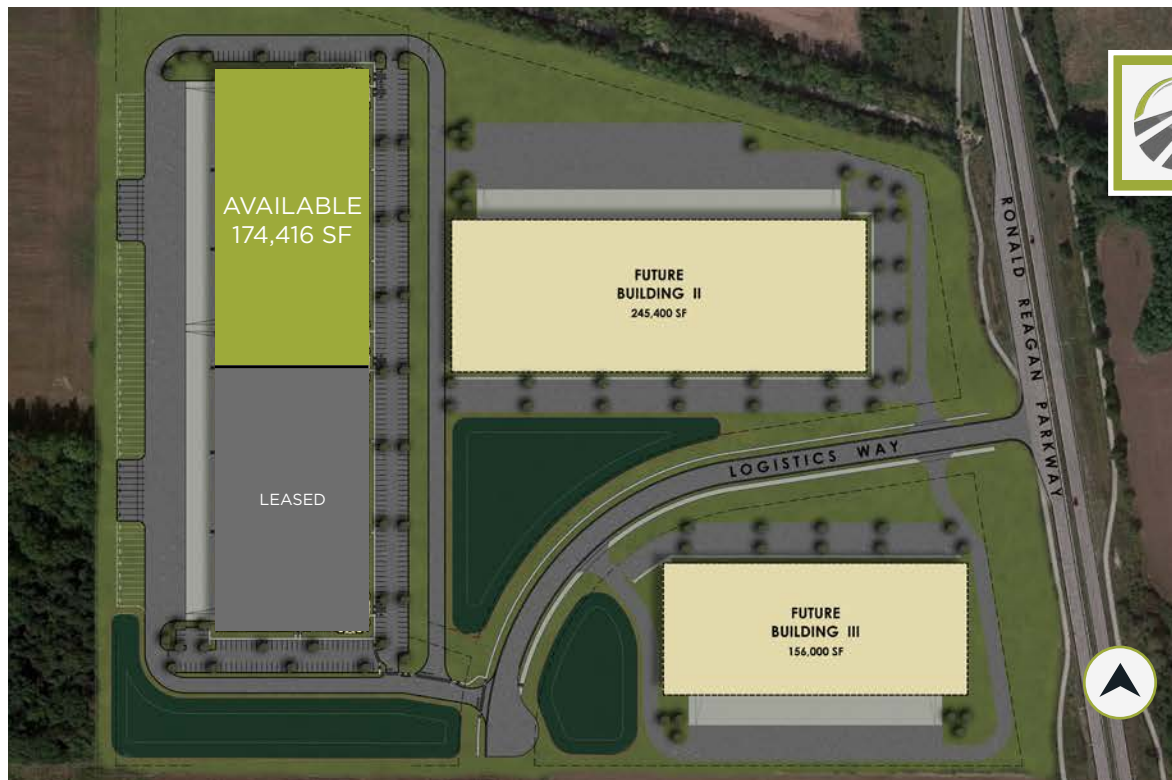 AVAILABLE
174,416 SF
LEASED
FUTURE
BUILDING II
245,400 SF
LOGISTICS WAY
RONALD REAGAN PARKWAY
FUTURE
BUILDING III
156,000 SF